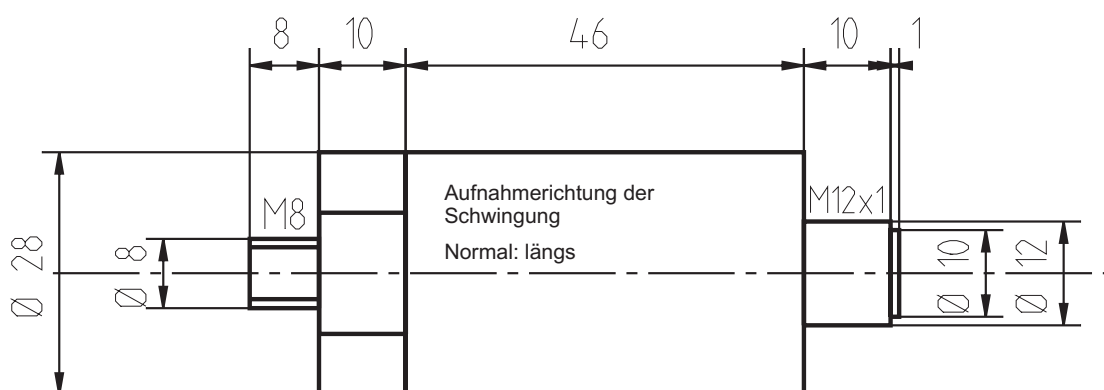 8 10 46 10 1
Aufnahmerichtung der
Schwingung
M8
M12x1
Normal: längs
Ø 28
Ø 8
Ø 10
Ø 12